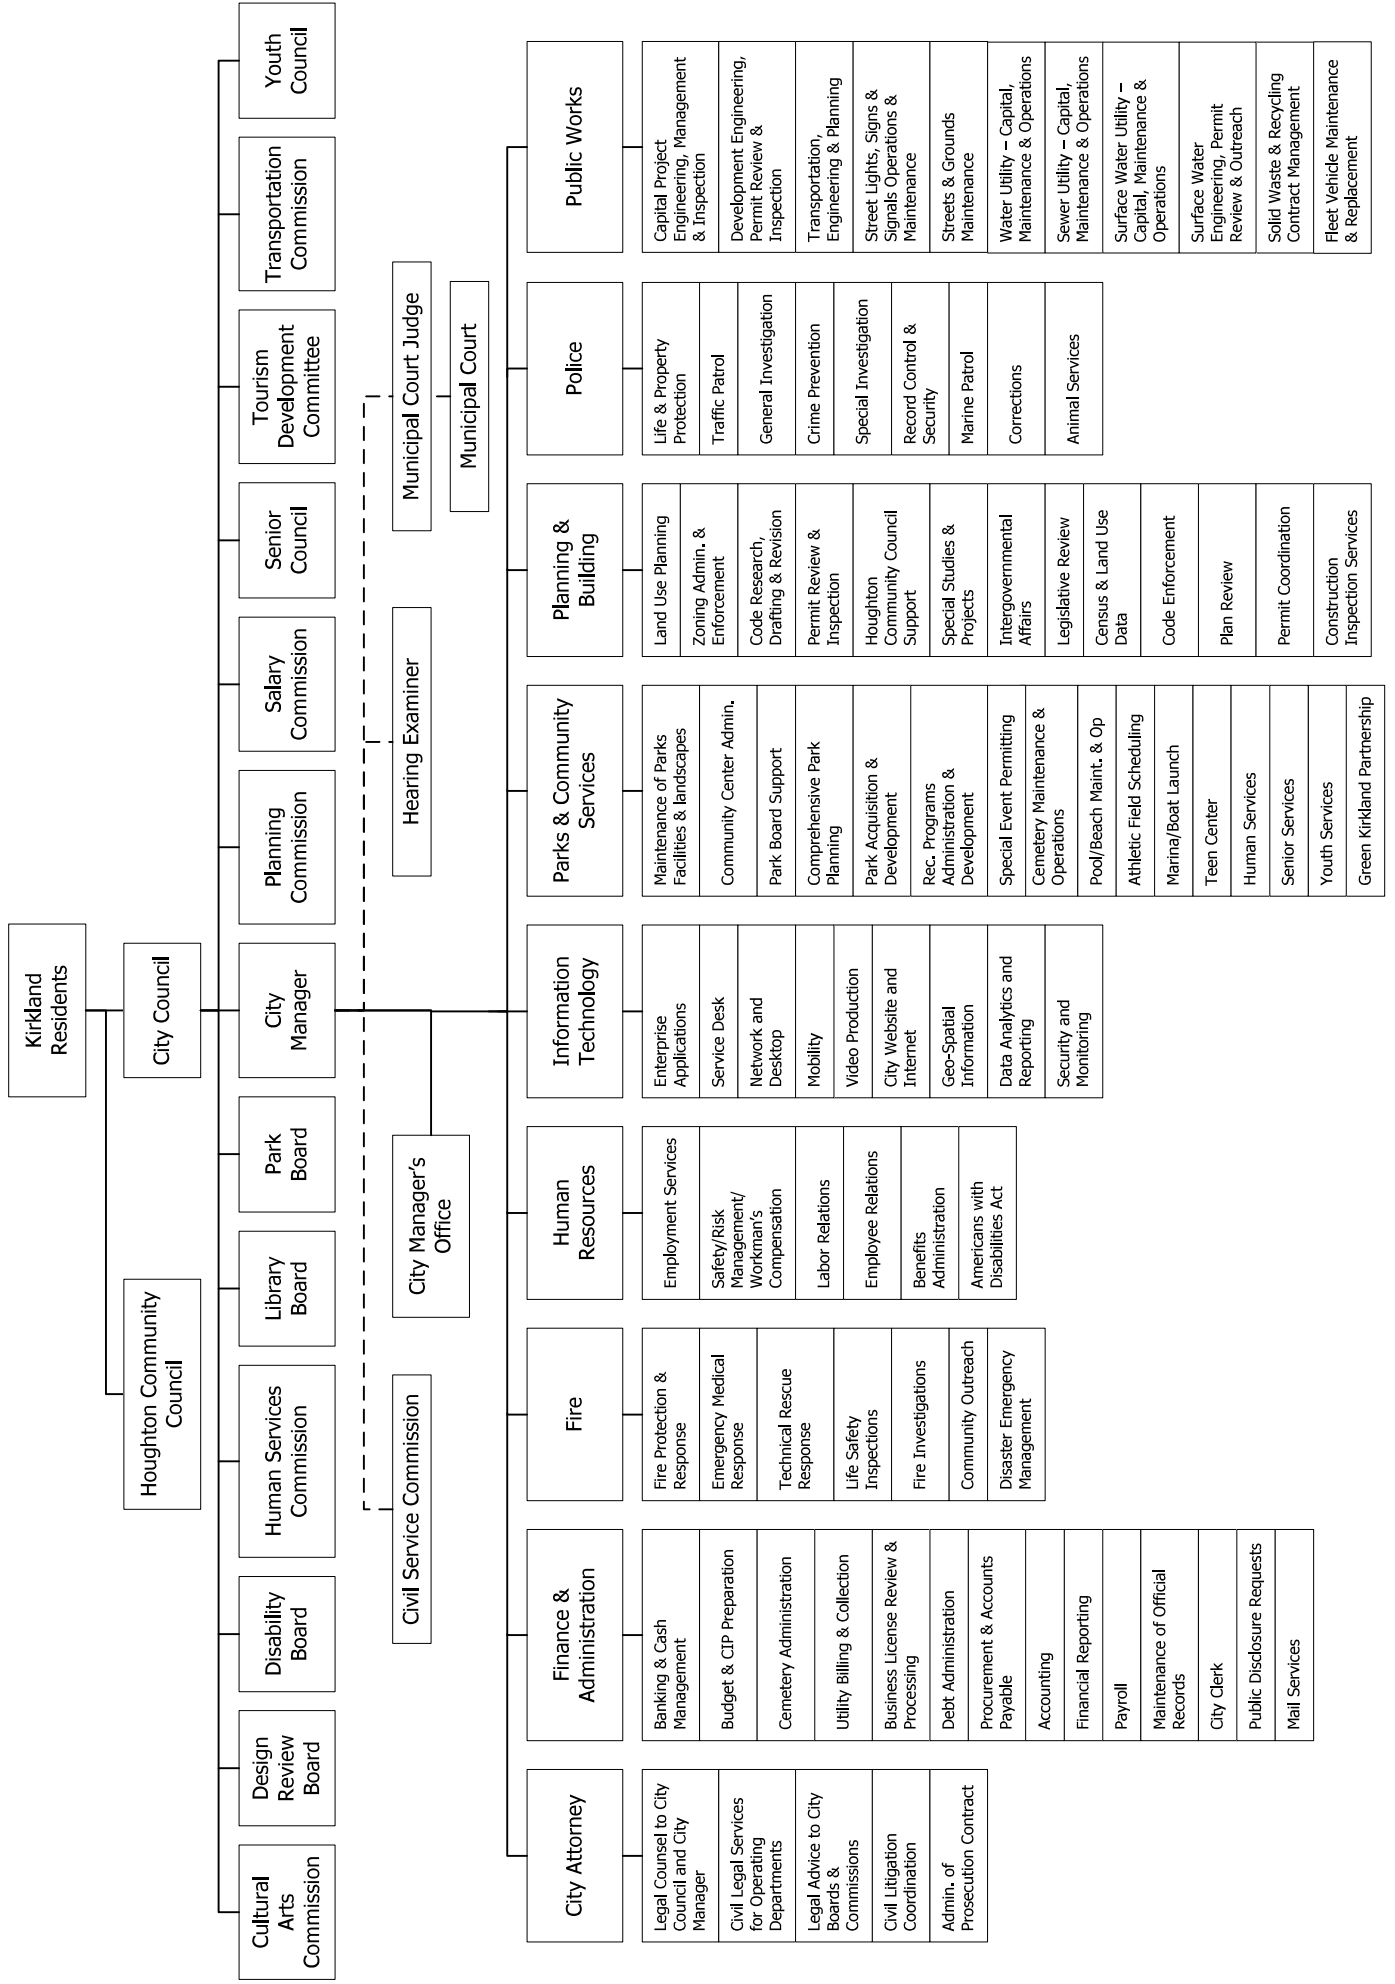 Kirkland
Residents
Houghton Community
Council
City Council
Cultural
Arts
Commission
Design
Review
Board
Disability
Board
Human Services
Commission
Library
Board
Park
Board
City
Manager
Planning
Commission
Salary
Commission
Senior
Council
Tourism
Development
Committee
Transportation
Commission
Youth
Council
Civil Service Commission
City Manager's
Office
Hearing Examiner
Municipal Court Judge
Municipal Court
City Attorney
Legal Counsel to City
Council and City
Manager
Civil Legal Services
for Operating
Departments
Legal Advice to City
Boards &
Commissions
Civil Litigation
Coordination
Admin. of
Prosecution Contract
Finance &
Administration
Banking & Cash
Management
Budget & CIP Preparation
Cemetery Administration
Utility Billing & Collection
Business License Review &
Processing
Debt Administration
Procurement & Accounts
Payable
Accounting
Financial Reporting
Payroll
Maintenance of Official
Records
City Clerk
Public Disclosure Requests
Mail Services
Fire
Fire Protection &
Response
Emergency Medical
Response
Technical Rescue
Response
Life Safety
Inspections
Fire Investigations
Community Outreach
Disaster Emergency
Management
Human
Resources
Employment Services
Safety/Risk
Management/
Workman's
Compensation
Labor Relations
Employee Relations
Benefits
Administration
Americans with
Disabilities Act
Information
Technology
Enterprise
Applications
Service Desk
Network and
Desktop
Mobility
Video Production
City Website and
Internet
Geo-Spatial
Information
Data Analytics and
Reporting
Security and
Monitoring
Parks & Community
Services
Maintenance of Parks
Facilities & landscapes
Community Center Admin.
Park Board Support
Comprehensive Park
Planning
Park Acquisition &
Development
Rec. Programs
Administration &
Development
Special Event Permitting
Cemetery Maintenance &
Operations
Pool/Beach Maint. & Op
Athletic Field Scheduling
Marina/Boat Launch
Teen Center
Human Services
Senior Services
Youth Services
Green Kirkland Partnership
Planning &
Building
Land Use Planning
Zoning Admin. &
Enforcement
Code Research,
Drafting & Revision
Permit Review &
Inspection
Houghton
Community Council
Support
Special Studies &
Projects
Intergovernmental
Affairs
Legislative Review
Census & Land Use
Data
Code Enforcement
Plan Review
Permit Coordination
Construction
Inspection Services
Police
Life & Property
Protection
Traffic Patrol
General Investigation
Crime Prevention
Special Investigation
Record Control &
Security
Marine Patrol
Corrections
Animal Services
Public Works
Capital Project
Engineering, Management
& Inspection
Development Engineering,
Permit Review &
Inspection
Transportation,
Engineering & Planning
Street Lights, Signs &
Signals Operations &
Maintenance
Streets & Grounds
Maintenance
Water Utility – Capital,
Maintenance & Operations
Sewer Utility – Capital,
Maintenance & Operations
Surface Water Utility –
Capital, Maintenance &
Operations
Surface Water
Engineering, Permit
Review & Outreach
Solid Waste & Recycling
Contract Management
Fleet Vehicle Maintenance
& Replacement